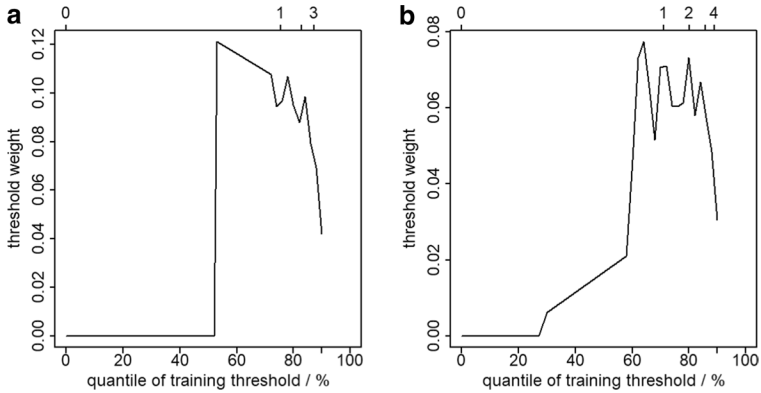 a
0 1 3
threshold weight
0.00 0.02 0.04 0.06 0.08 0.10 0.12
0 20 40 60 80 100
quantile of training threshold / %
b
0 1 2 4
threshold weight
0.00 0.02 0.04 0.06 0.08
0 20 40 60 80 100
quantile of training threshold / %